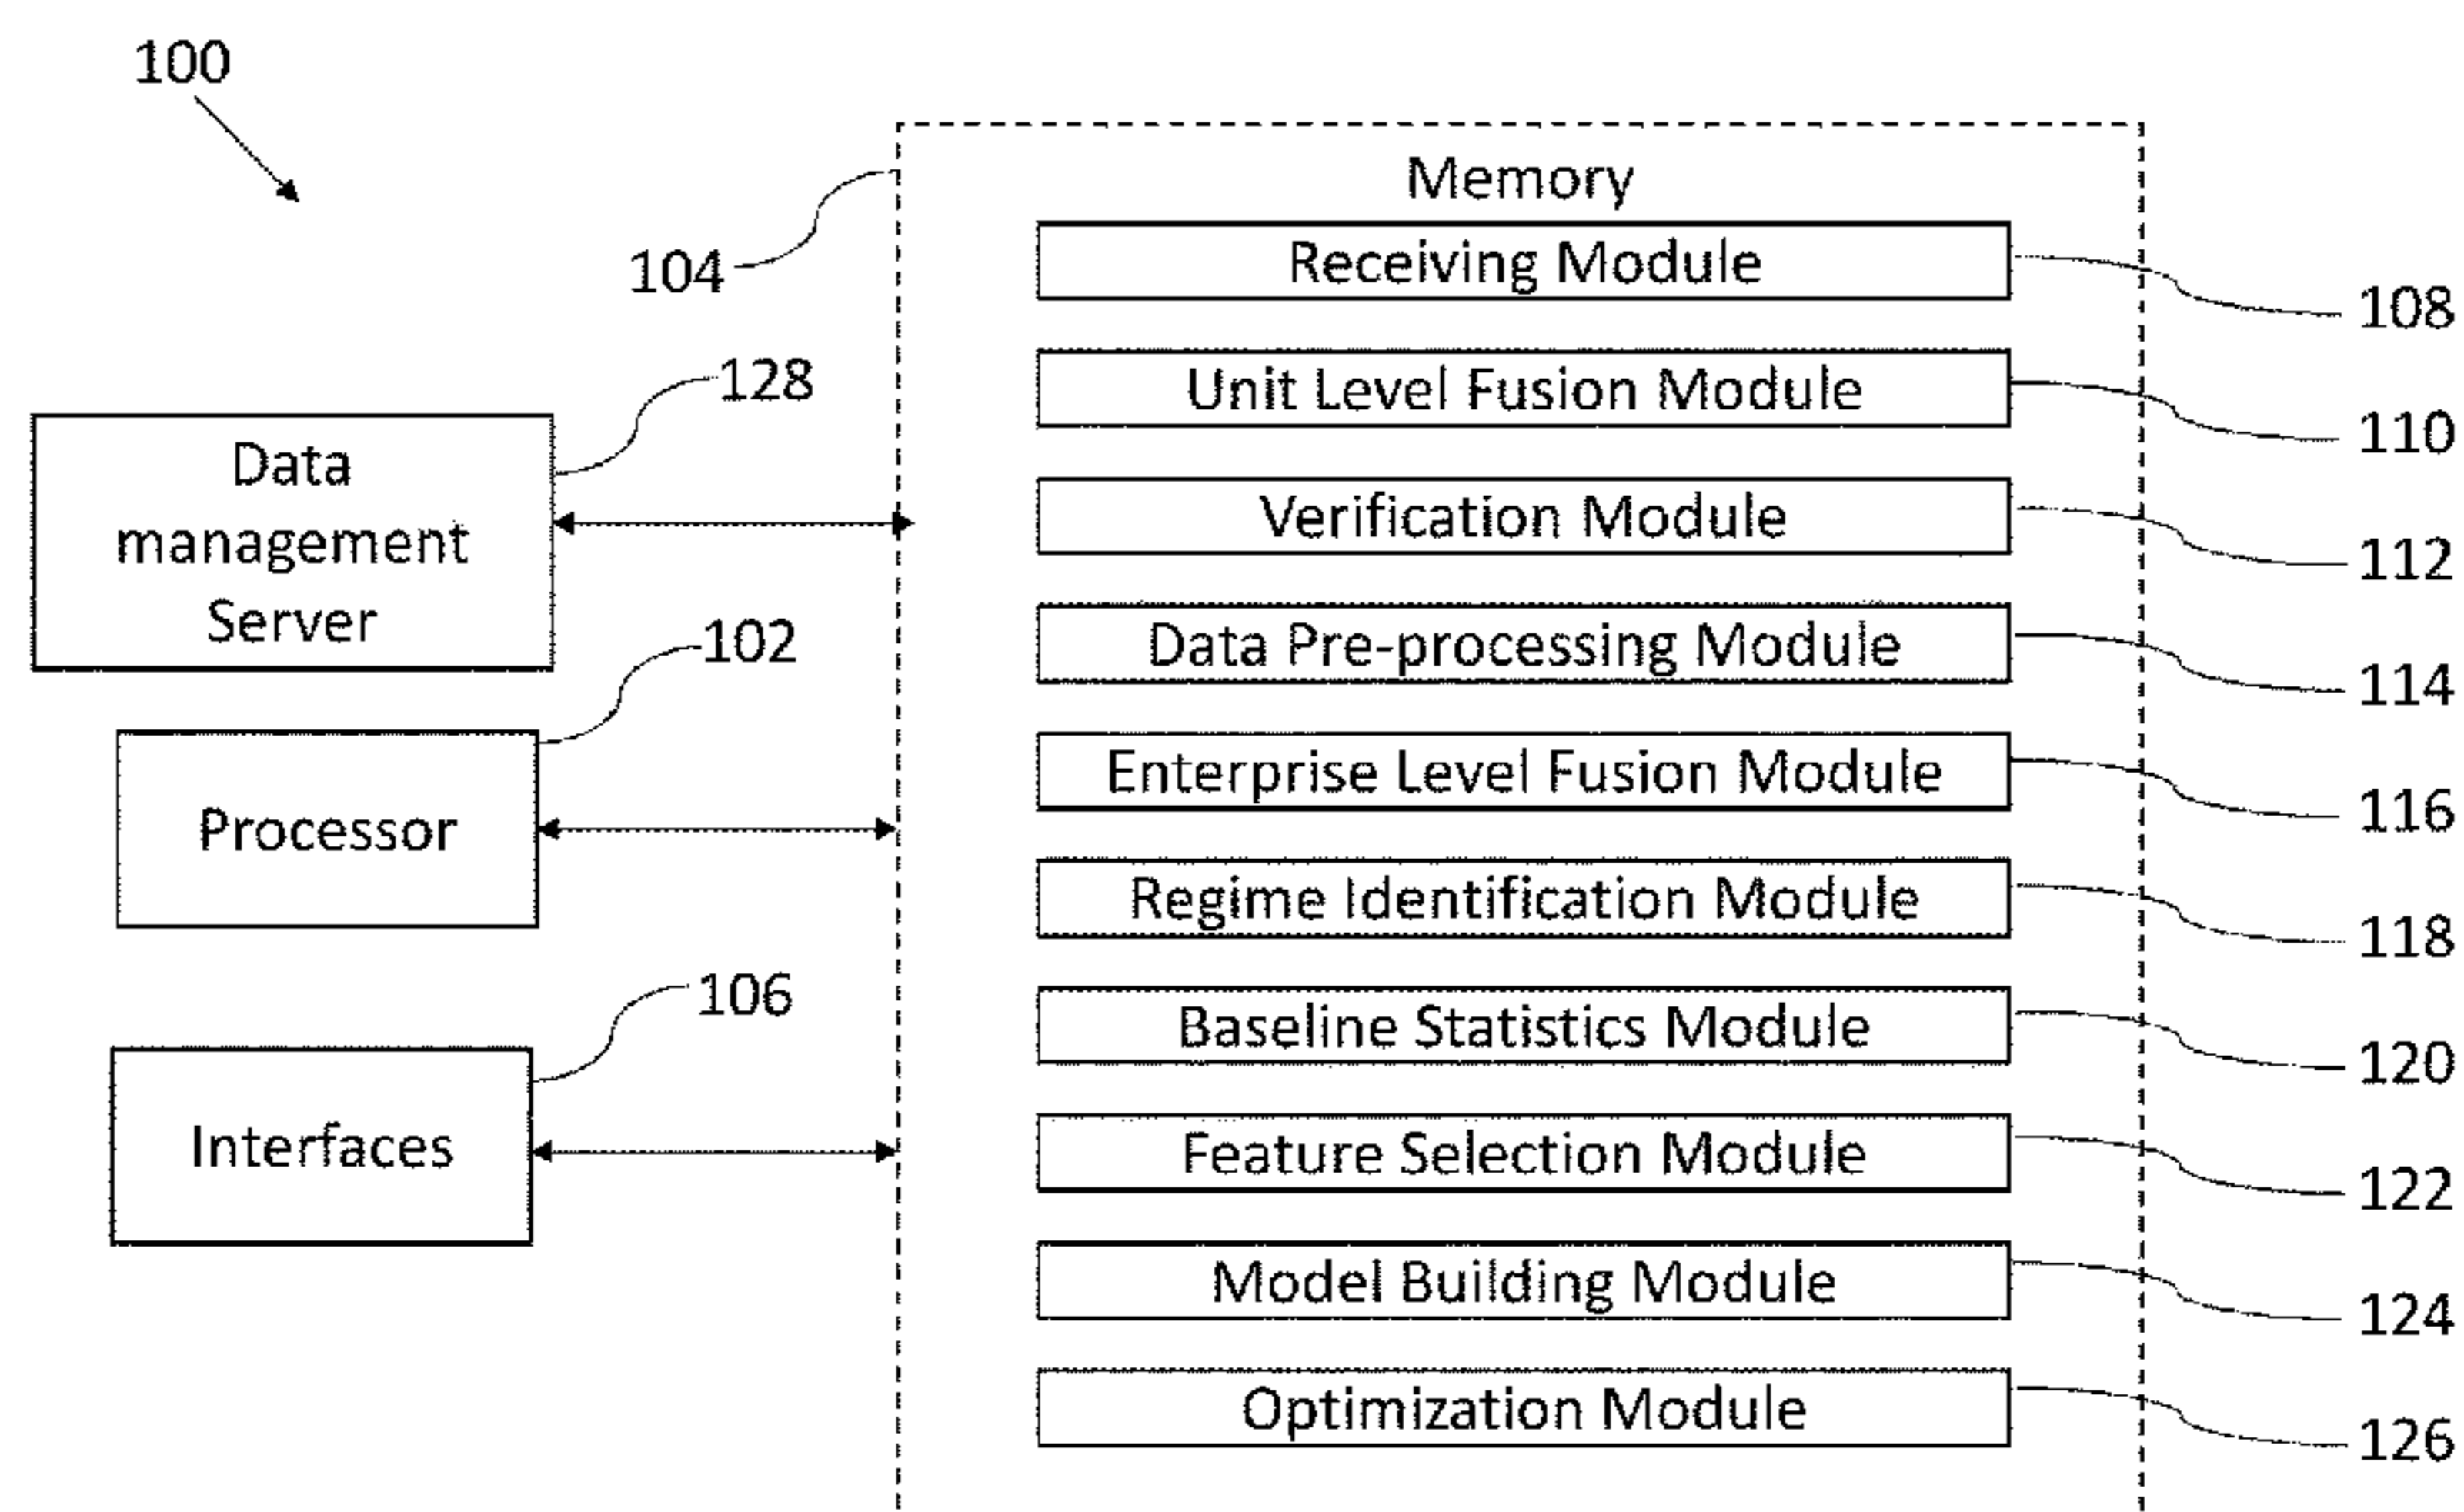 100
Memory
104
Receiving Module
108
128
Unit Level Fusion Module
110
Data
management
Server
Verification Module
112
102
Data Pre-processing Module
114
Processor
Enterprise Level Fusion Module
116
Regime Identification Module
118
106
Baseline Statistics Module
120
Interfaces
Feature Selection Module
122
Model Building Module
124
Optimization Module
126